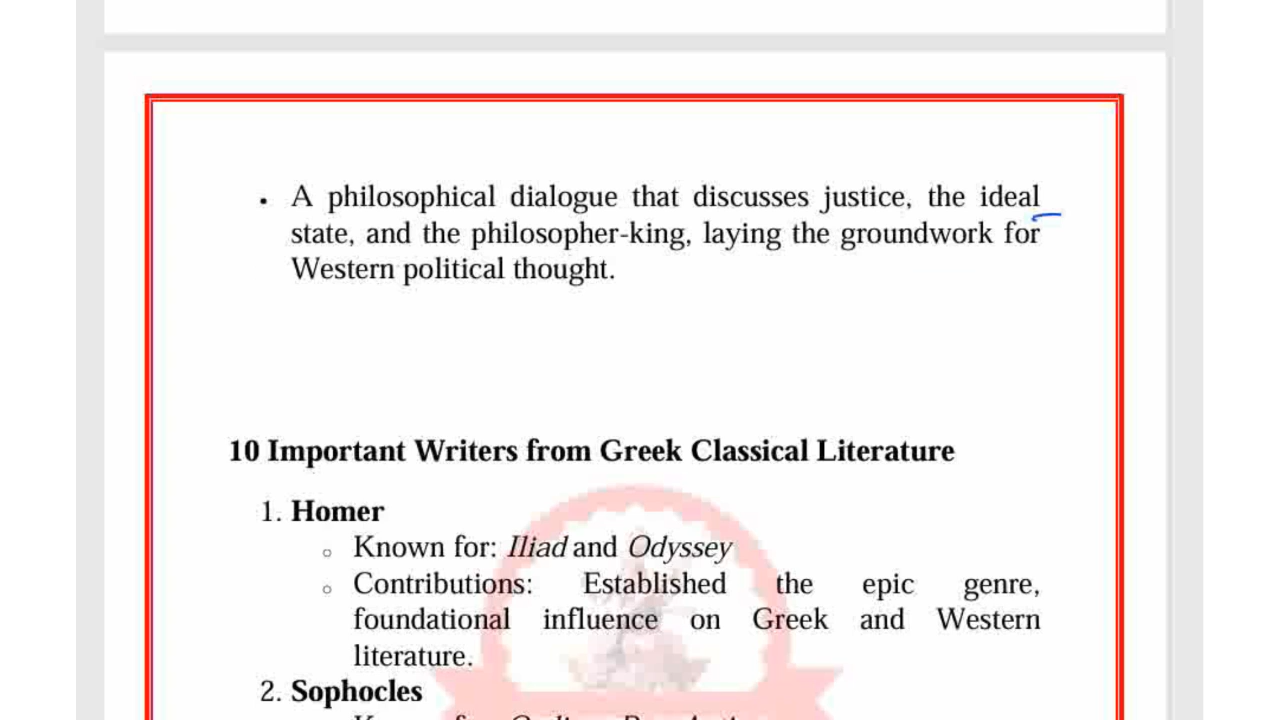 • A philosophical dialogue that discusses justice, the ideal
state, and the philosopher-king, laying the groundwork for
Western political thought.
10 Important Writers from Greek Classical Literature
1. Homer
○ Known for: Iliad and Odyssey
○ Contributions: Established the epic genre,
foundational influence on Greek and Western
literature.
2. Sophocles